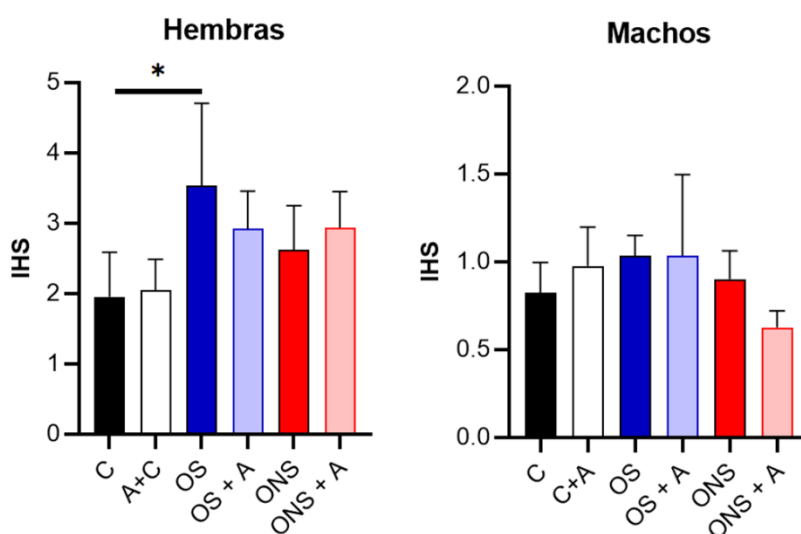 Hembras
*
5
4
3
2
1
0
IHS
C
A+C
OS
OS + A
ONS
ONS + A
Machos
2.0
1.5
1.0
0.5
0.0
IHS
C
C+A
OS
OS + A
ONS
ONS + A